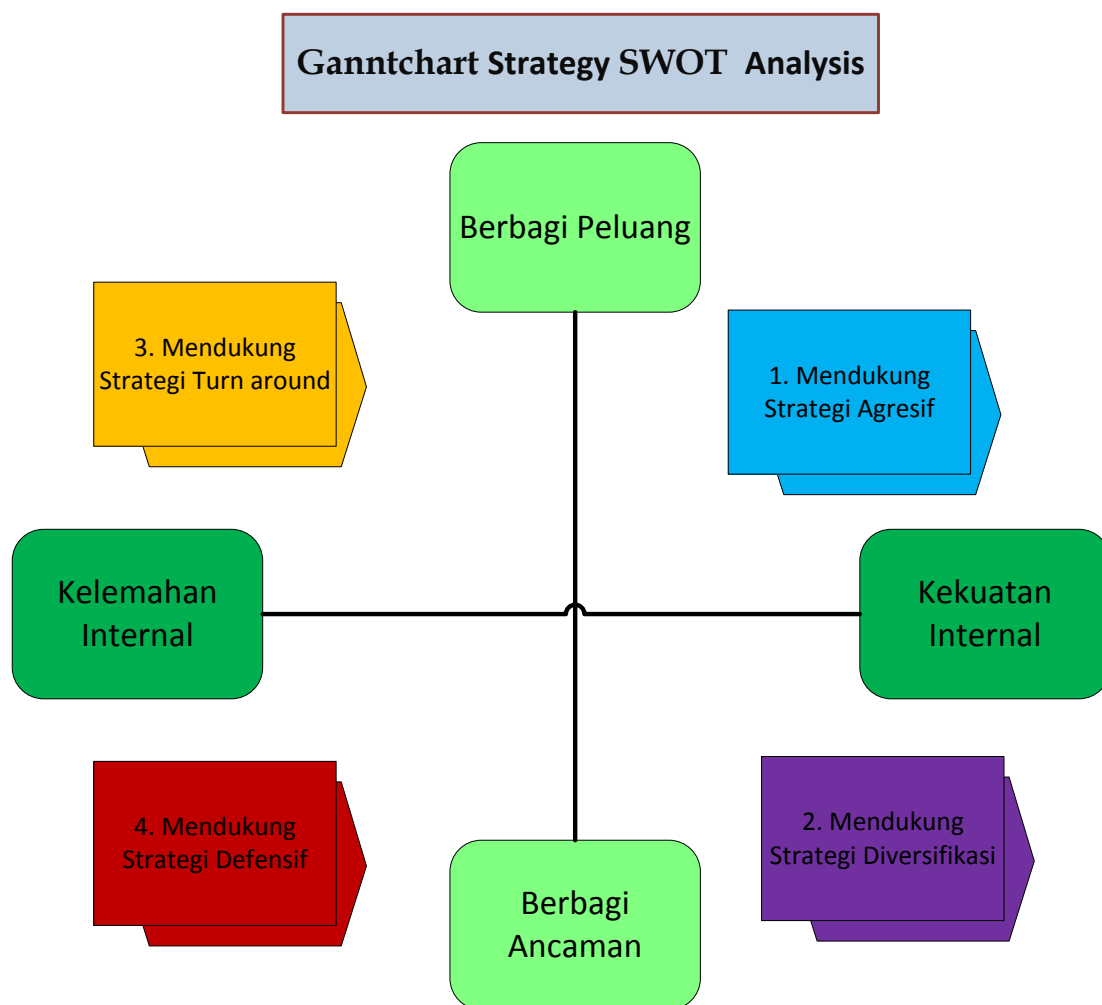 Ganntchart Strategy SWOT Analysis
Berbagi Peluang
3. Mendukung
Strategi Turn around
1. Mendukung
Strategi Agresif
Kelemahan
Internal
Kekuatan
Internal
4. Mendukung
Strategi Defensif
2. Mendukung
Strategi Diversifikasi
Berbagi
Ancaman